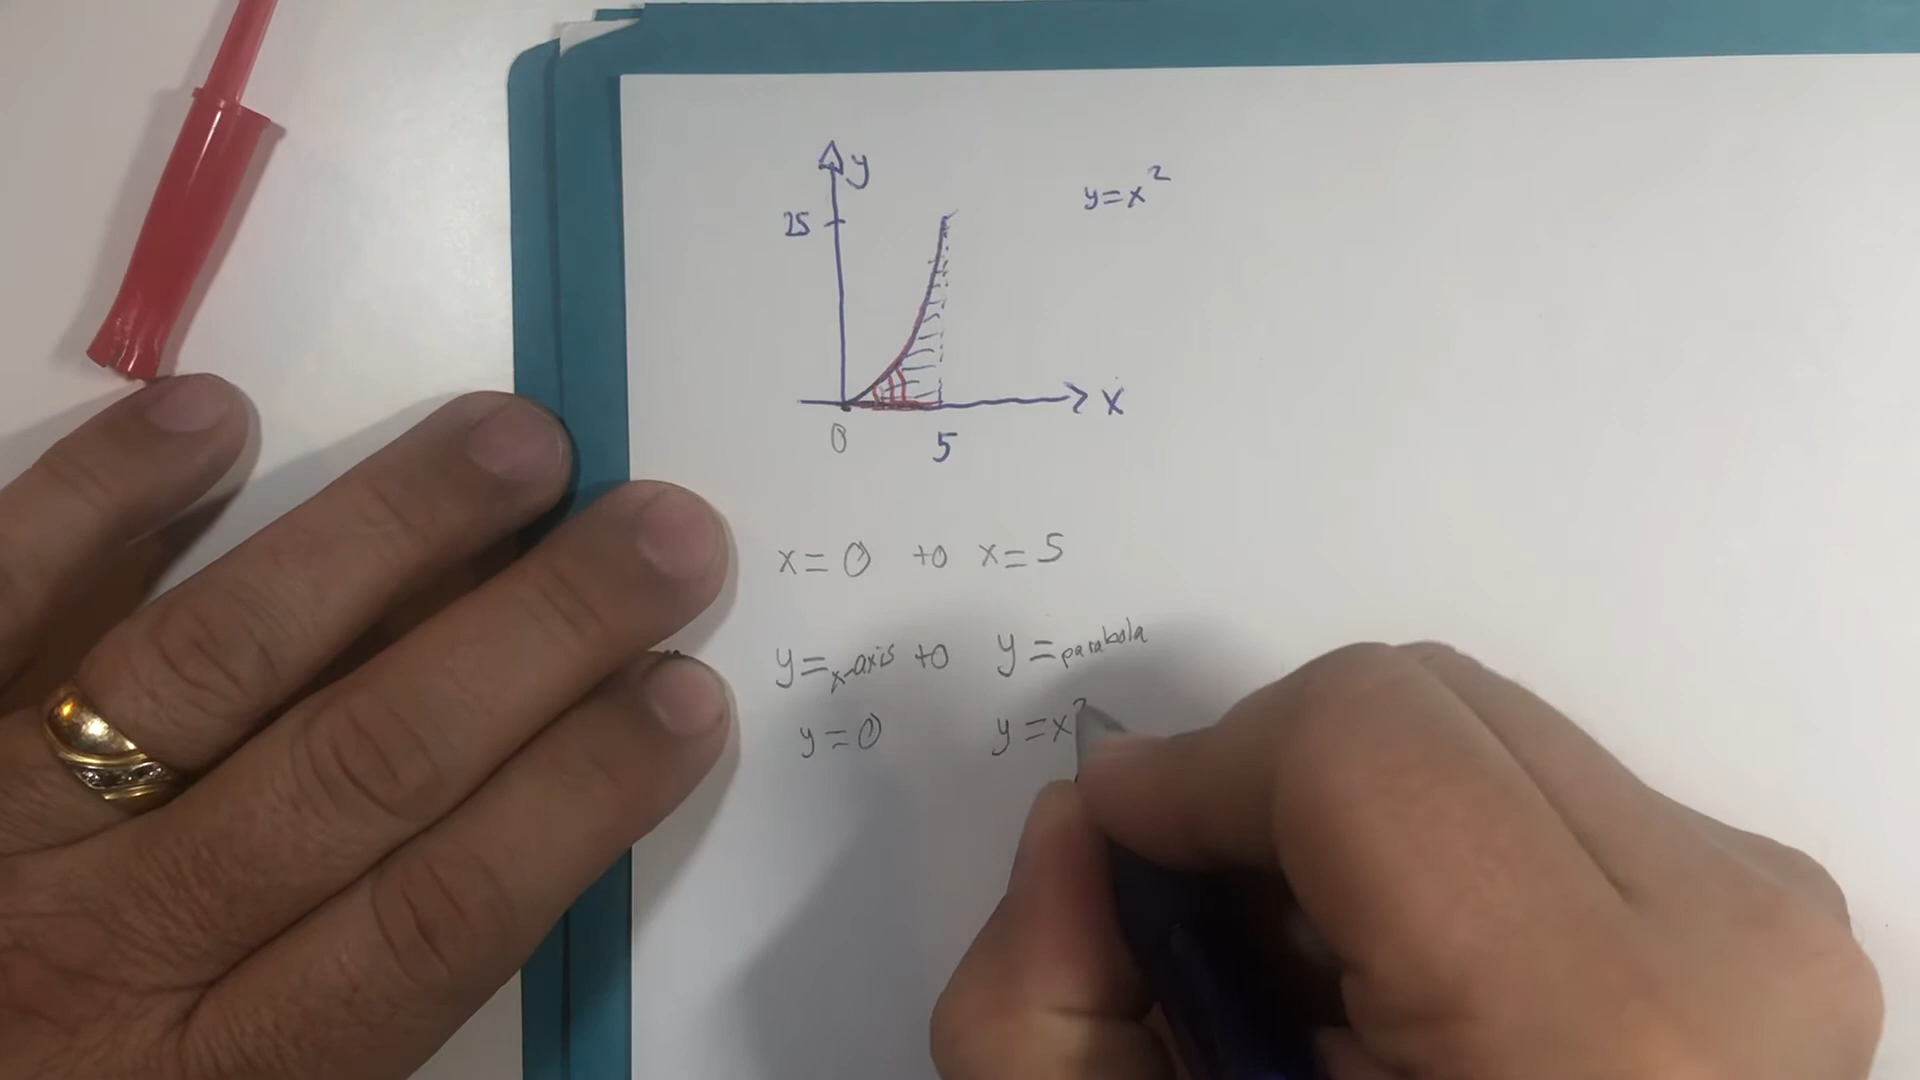 y
25
y=x²
x
0
5
x=0 to x=5
y=x-axis to y=parabola
y=0 y=x²